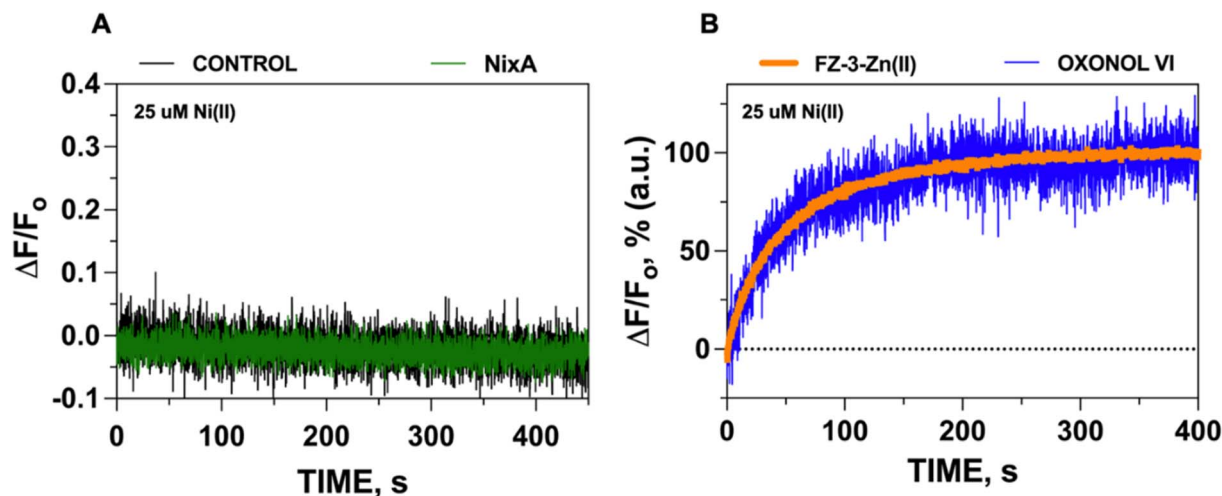 A
CONTROL NixA
25 uM Ni(II)
0.4
0.3
0.2
0.1
0.0
-0.1
ΔF/Fo
0 100 200 300 400
TIME, s
B
FZ-3-Zn(II) OXONOL VI
25 uM Ni(II)
100
50
0
ΔF/Fo, % (a.u.)
0 100 200 300 400
TIME, s